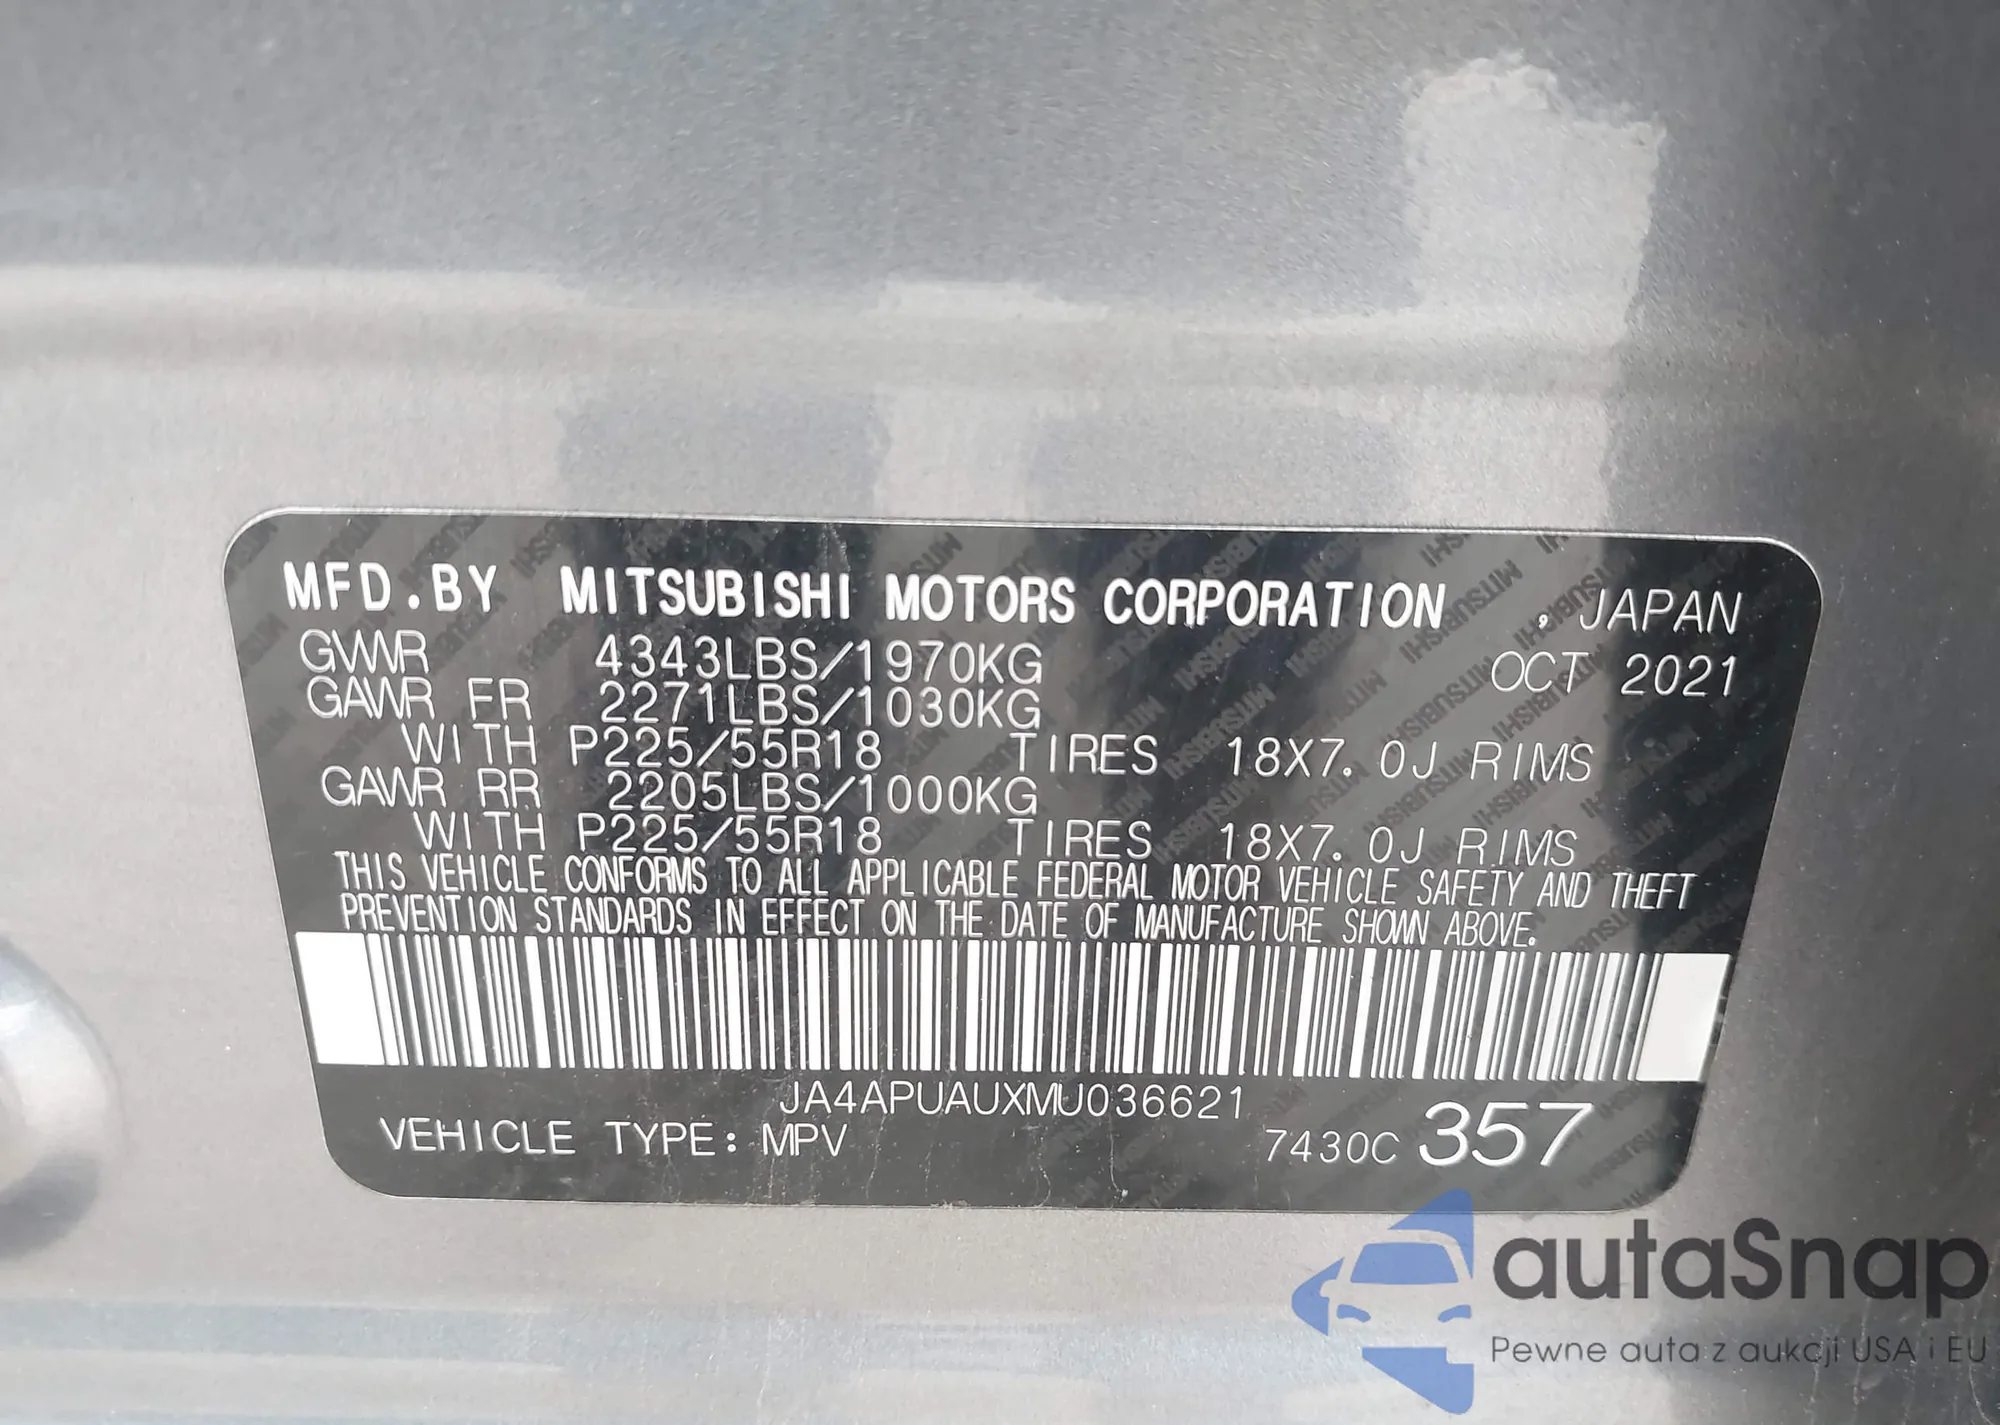 MFD.BY MITSUBISHI MOTORS CORPORATION , JAPAN
GVWR 4343LBS/1970KG OCT 2021
GAWR FR 2271LBS/1030KG
WITH P225/55R18 TIRES 18X7.0J RIMS
GAWR RR 2205LBS/1000KG
WITH P225/55R18 TIRES 18X7.0J RIMS
THIS VEHICLE CONFORMS TO ALL APPLICABLE FEDERAL MOTOR VEHICLE SAFETY AND THEFT
PREVENTION STANDARDS IN EFFECT ON THE DATE OF MANUFACTURE SHOWN ABOVE.
JA4APUAUXMU036621
VEHICLE TYPE: MPV 7430C 357
autaSnap
Pewne auta z aukcji USA i EU